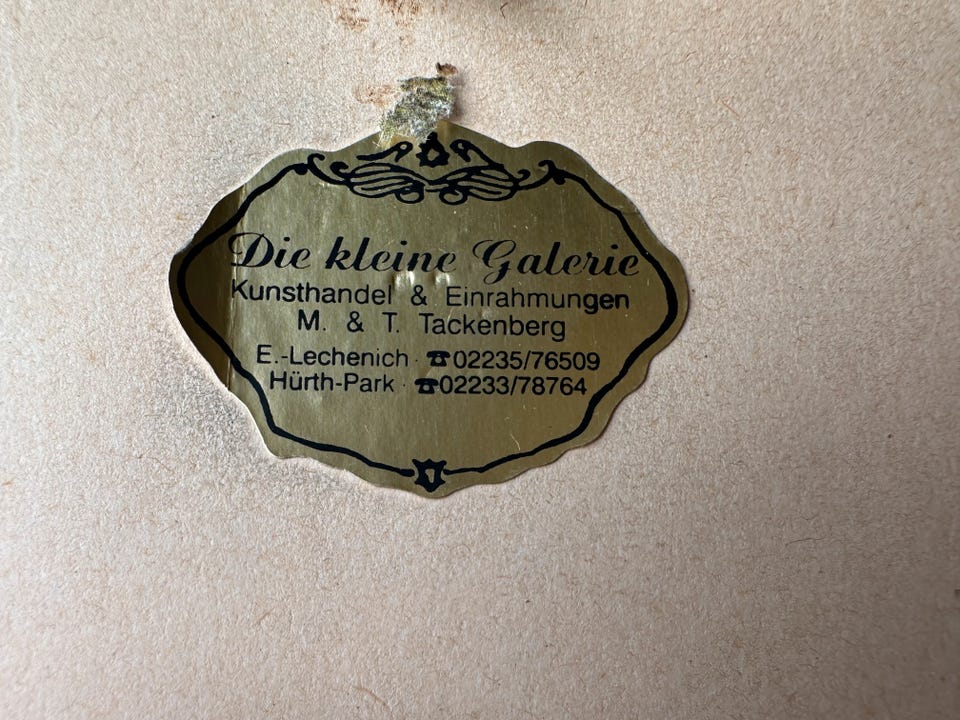 Die kleine Galerie
Kunsthandel & Einrahmungen
M. & T. Tackenberg
E.-Lechenich · ☎02235/76509
Hürth-Park · ☎02233/78764